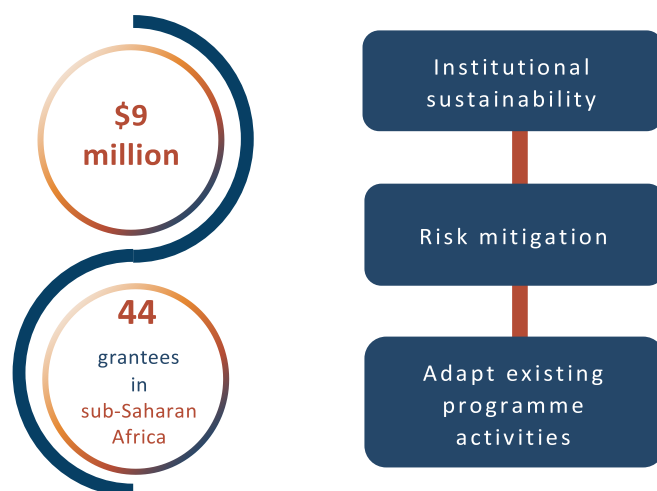 $9
million
44
grantees
in
sub-Saharan
Africa
Institutional
sustainability
Risk mitigation
Adapt existing
programme
activities